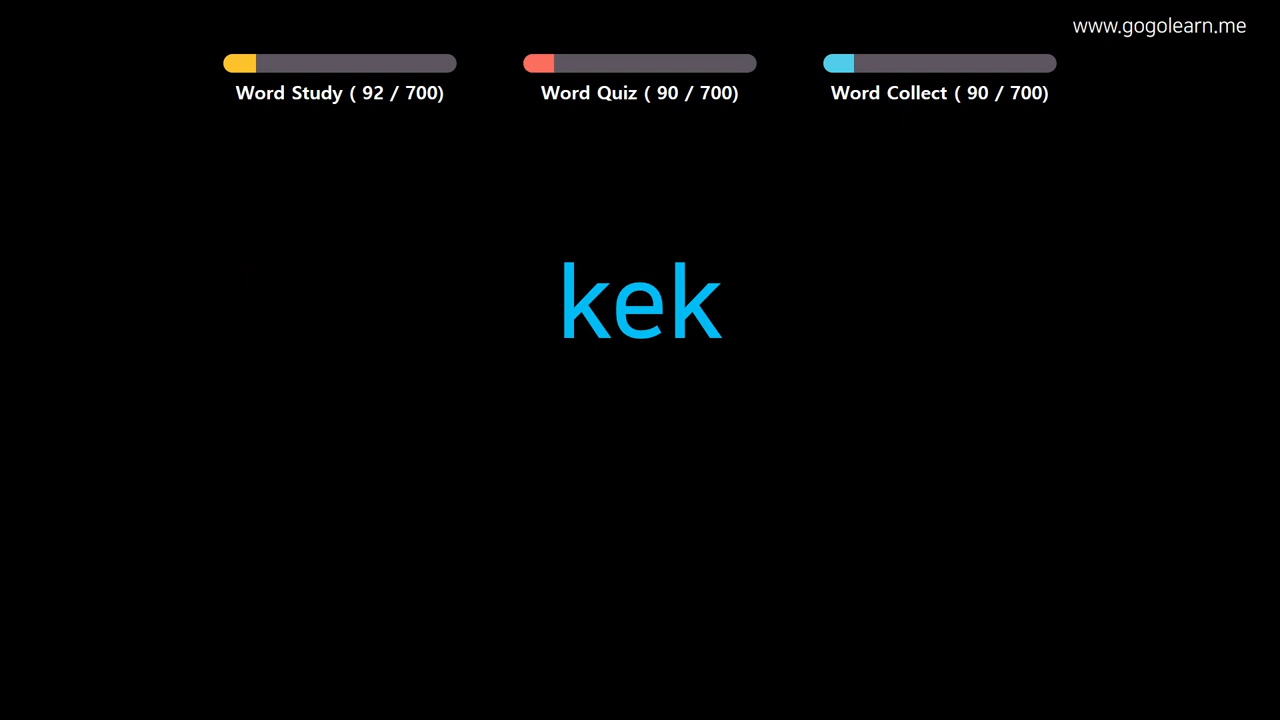 www.gogolearn.me
Word Study ( 92 / 700)
Word Quiz ( 90 / 700)
Word Collect ( 90 / 700)
kek